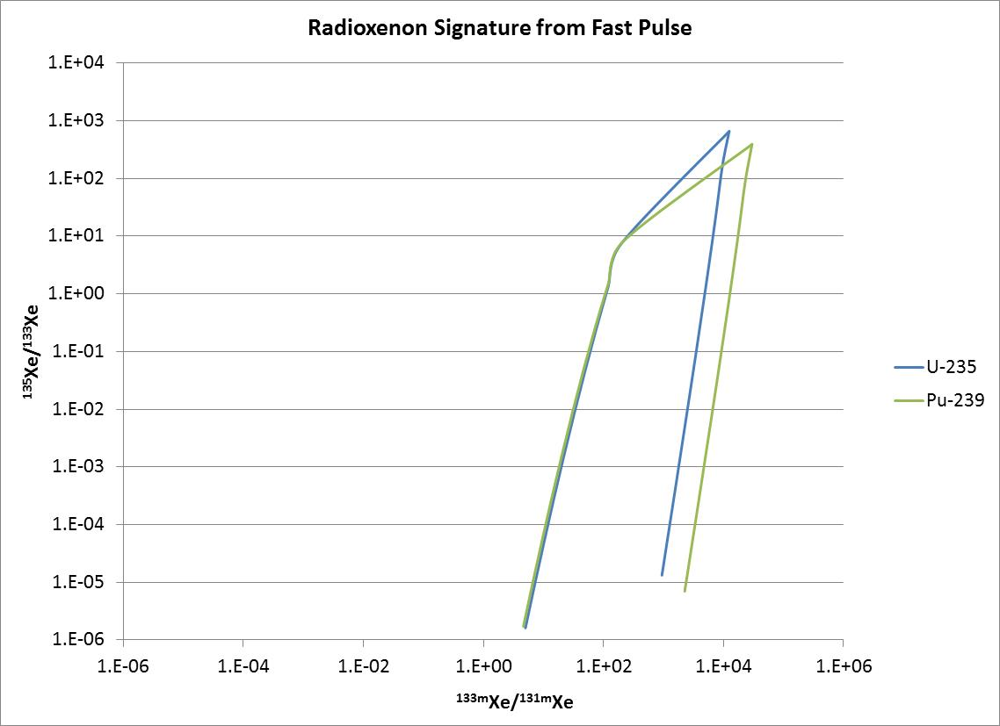 Radioxenon Signature from Fast Pulse
1.E+04
1.E+03
1.E+02
1.E+01
1.E+00
1.E-01
1.E-02
1.E-03
1.E-04
1.E-05
1.E-06
¹³⁵Xe/¹³³Xe
1.E-06 1.E-04 1.E-02 1.E+00 1.E+02 1.E+04 1.E+06
¹³³ᵐXe/¹³¹ᵐXe
U-235
Pu-239